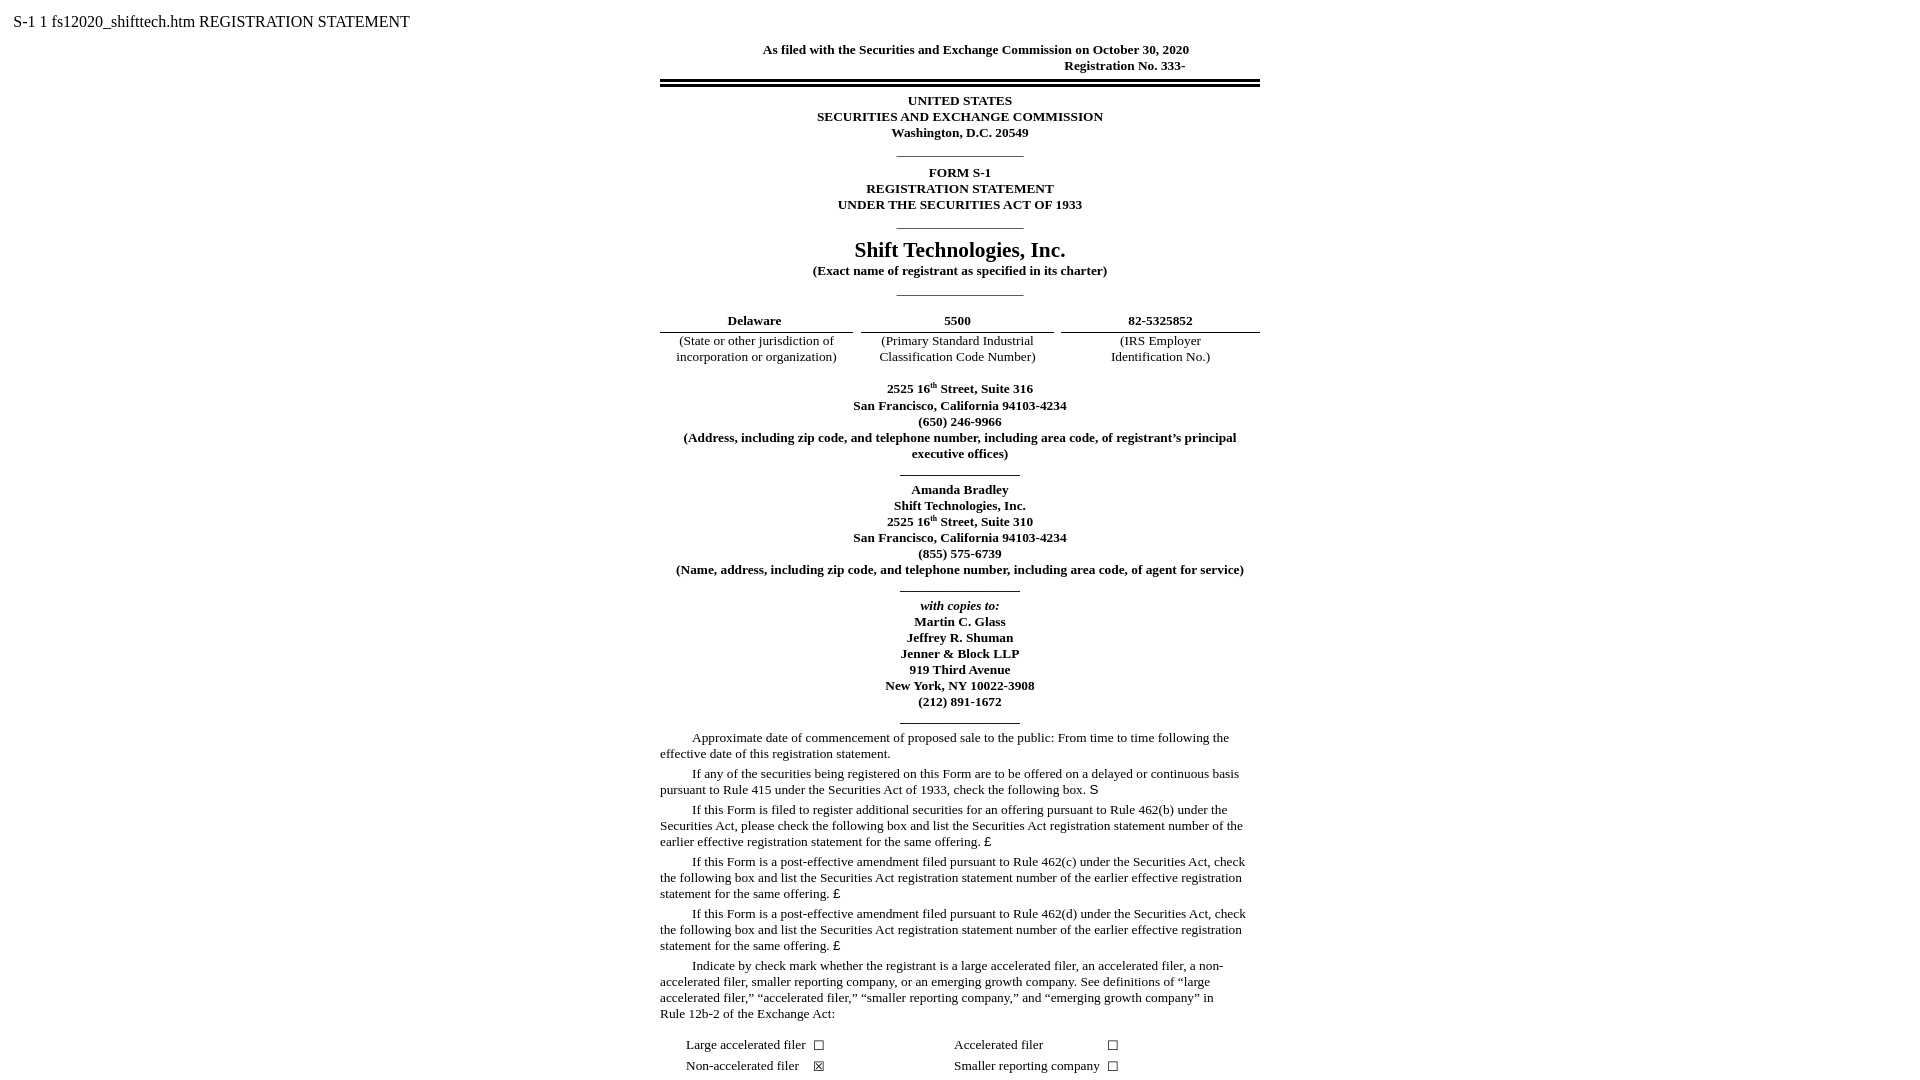 S-1 1 fs12020_shifttech.htm REGISTRATION STATEMENT
As filed with the Securities and Exchange Commission on October 30, 2020
Registration No. 333-
UNITED STATES
SECURITIES AND EXCHANGE COMMISSION
Washington, D.C. 20549
FORM S-1
REGISTRATION STATEMENT
UNDER THE SECURITIES ACT OF 1933
Shift Technologies, Inc.
(Exact name of registrant as specified in its charter)
Delaware 5500 82-5325852
(State or other jurisdiction of (Primary Standard Industrial (IRS Employer
incorporation or organization) Classification Code Number) Identification No.)
2525 16th Street, Suite 316
San Francisco, California 94103-4234
(650) 246-9966
(Address, including zip code, and telephone number, including area code, of registrant’s principal
executive offices)
Amanda Bradley
Shift Technologies, Inc.
2525 16th Street, Suite 310
San Francisco, California 94103-4234
(855) 575-6739
(Name, address, including zip code, and telephone number, including area code, of agent for service)
with copies to:
Martin C. Glass
Jeffrey R. Shuman
Jenner & Block LLP
919 Third Avenue
New York, NY 10022-3908
(212) 891-1672
Approximate date of commencement of proposed sale to the public: From time to time following the
effective date of this registration statement.
If any of the securities being registered on this Form are to be offered on a delayed or continuous basis
pursuant to Rule 415 under the Securities Act of 1933, check the following box. S
If this Form is filed to register additional securities for an offering pursuant to Rule 462(b) under the
Securities Act, please check the following box and list the Securities Act registration statement number of the
earlier effective registration statement for the same offering. £
If this Form is a post-effective amendment filed pursuant to Rule 462(c) under the Securities Act, check
the following box and list the Securities Act registration statement number of the earlier effective registration
statement for the same offering. £
If this Form is a post-effective amendment filed pursuant to Rule 462(d) under the Securities Act, check
the following box and list the Securities Act registration statement number of the earlier effective registration
statement for the same offering. £
Indicate by check mark whether the registrant is a large accelerated filer, an accelerated filer, a non-
accelerated filer, smaller reporting company, or an emerging growth company. See definitions of “large
accelerated filer,” “accelerated filer,” “smaller reporting company,” and “emerging growth company” in
Rule 12b-2 of the Exchange Act:
Large accelerated filer ☐ Accelerated filer ☐
Non-accelerated filer ☒ Smaller reporting company ☐